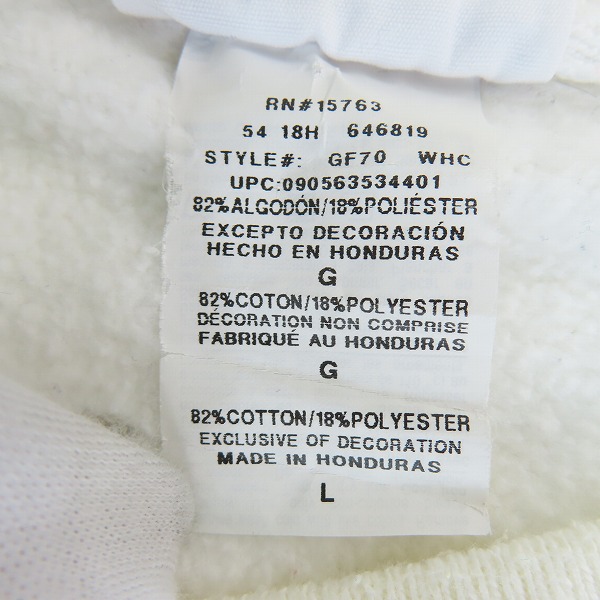 RN#15763
54 18H 646819
STYLE#: GF70 WHC
UPC:090563534401
82%ALGODÓN/18%POLIÉSTER
EXCEPTO DECORACIÓN
HECHO EN HONDURAS
G
82%COTON/18%POLYESTER
DÉCORATION NON COMPRISE
FABRIQUÉ AU HONDURAS
G
82%COTTON/18%POLYESTER
EXCLUSIVE OF DECORATION
MADE IN HONDURAS
L